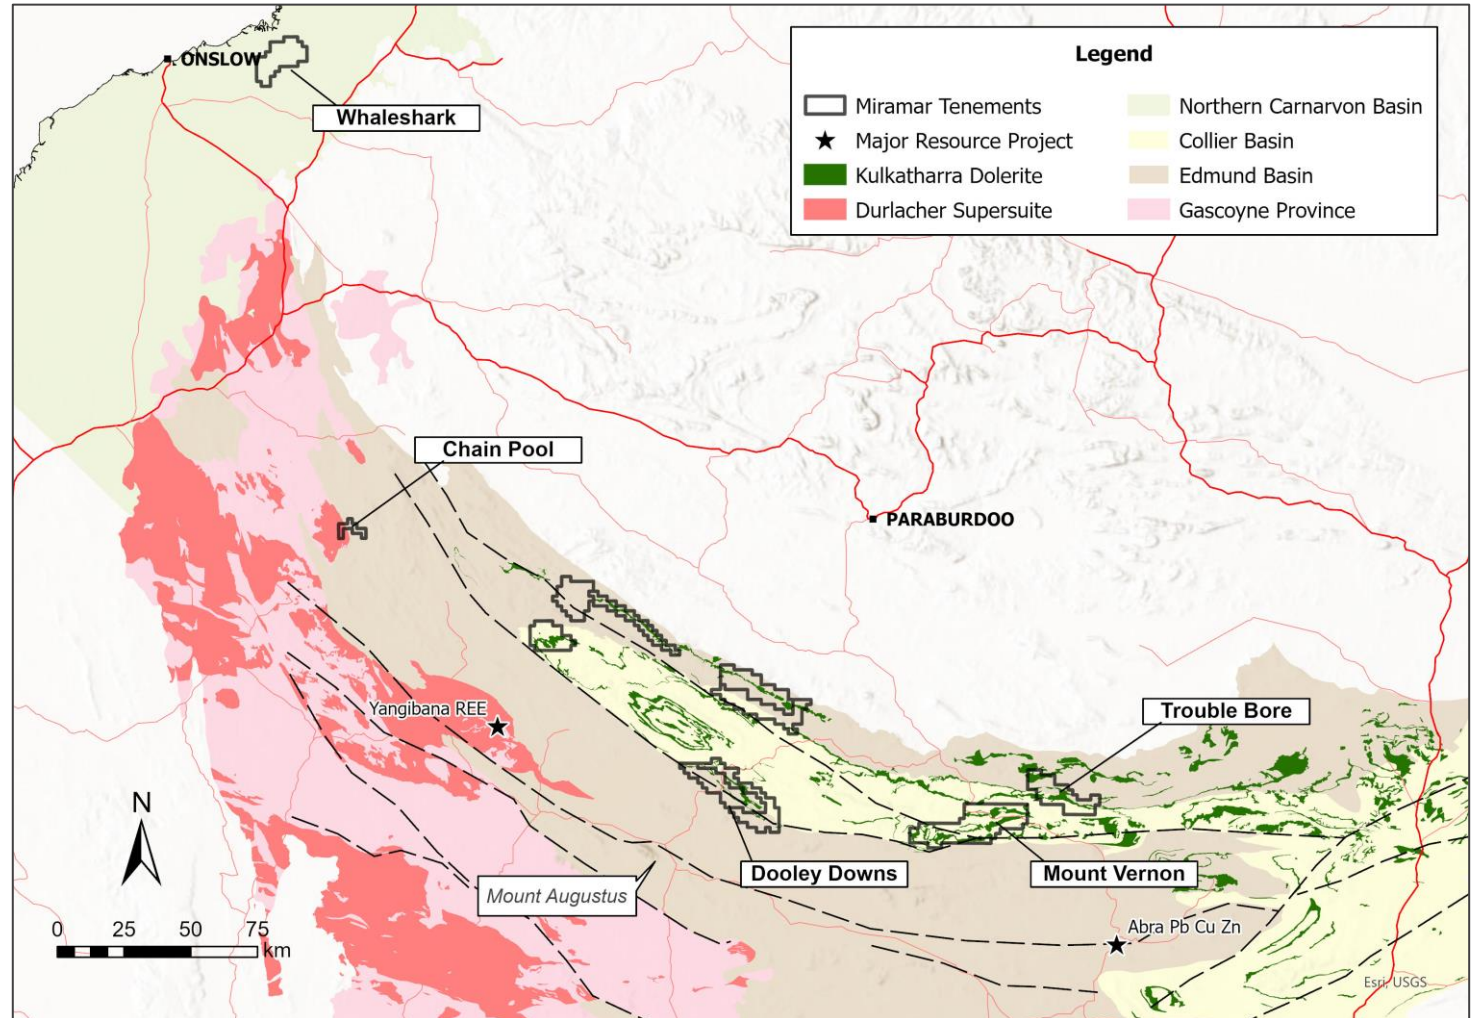 ONSLOW
Whaleshark
Legend
Miramar Tenements
Major Resource Project
Kulkatharra Dolerite
Durlacher Supersuite
Northern Carnarvon Basin
Collier Basin
Edmund Basin
Gascoyne Province
Chain Pool
PARABURDOO
Yangibana REE
Trouble Bore
N
Dooley Downs
Mount Vernon
Mount Augustus
0 25 50 75
km
Abra Pb Cu Zn
Esri, USGS